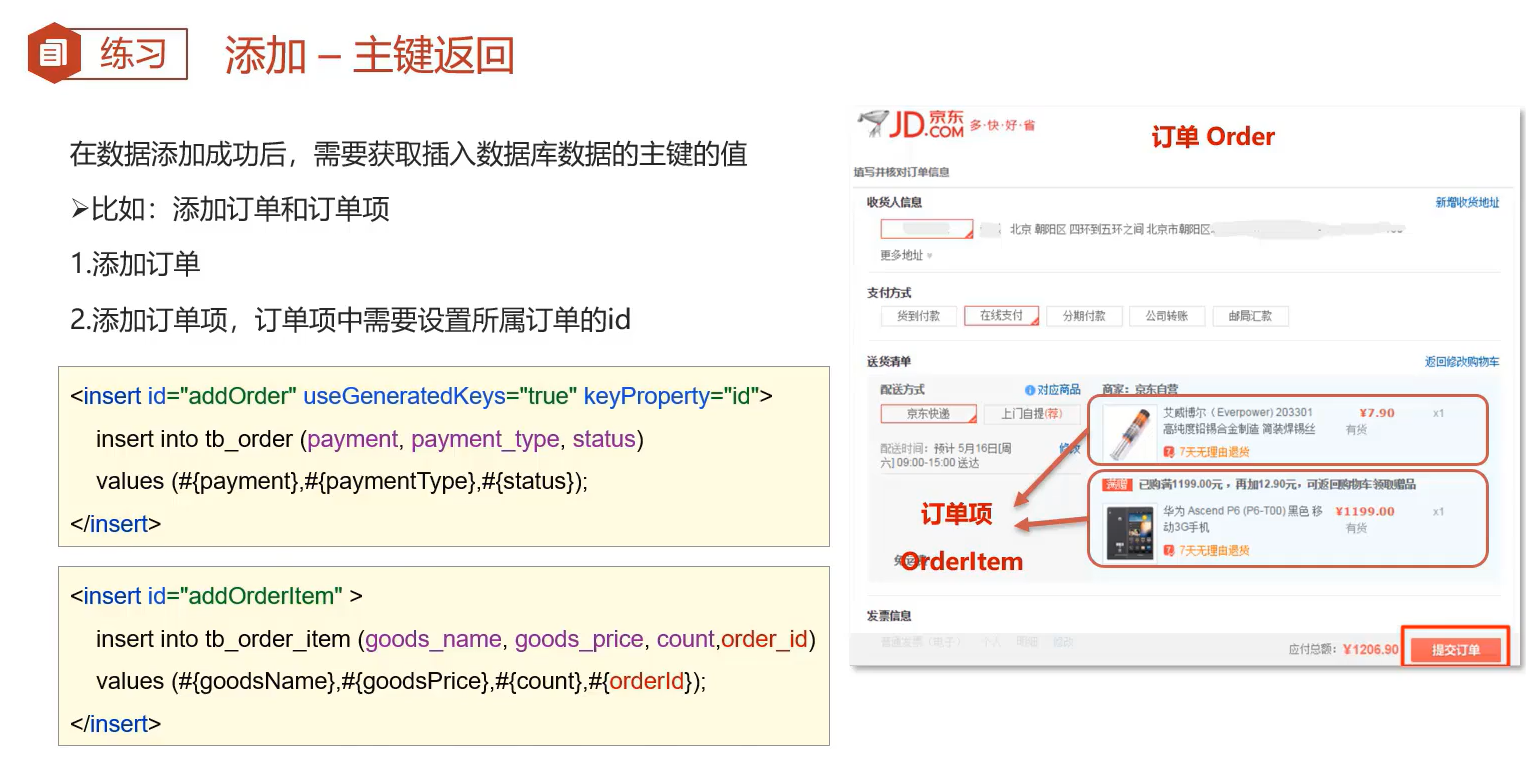 练习
添加 – 主键返回
在数据添加成功后，需要获取插入数据库数据的主键的值
➢比如：添加订单和订单项
1.添加订单
2.添加订单项，订单项中需要设置所属订单的id
<insert id="addOrder" useGeneratedKeys="true" keyProperty="id">
insert into tb_order (payment, payment_type, status)
values (#{payment},#{paymentType},#{status});
</insert>
<insert id="addOrderItem" >
insert into tb_order_item (goods_name, goods_price, count,order_id)
values (#{goodsName},#{goodsPrice},#{count},#{orderId});
</insert>
JD.COM 京东 多·快·好·省
订单 Order
填写并核对订单信息
收货人信息 新增收货地址
北京 朝阳区 四环到五环之间 北京市朝阳区
更多地址
支付方式
货到付款 在线支付 分期付款 公司转账 邮局汇款
送货清单 返回修改购物车
配送方式 对应商品 商家：京东自营
京东快递 上门自提(荐)
艾威博尔（Everpower) 203301 ¥7.90 x1
高纯度铅锡合金制造 筒装焊锡丝 有货
7天无理由退货
配送时间：预计 5月16日[周 修改
六] 09:00-15:00 送达
满赠 已购满1199.00元，再加12.90元，可返回购物车领取赠品
华为 Ascend P6 (P6-T00) 黑色 移 ¥1199.00 x1
动3G手机 有货
7天无理由退货
订单项
OrderItem
发票信息
普通发票（电子） 个人 明细 修改
应付总额：¥1206.90 提交订单